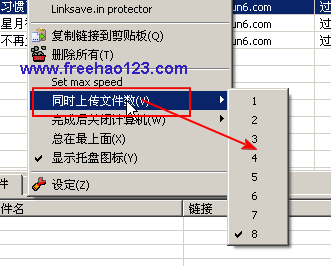 习惯
un6.com
过
Linksave.in protector
星月
un6.com
过
复制链接到剪贴板(Q)
不再
un6.com
过
删除所有(T)
www.freehao123.com
Set max speed
同时上传文件数(V)
完成后关闭计算机(W)
总在最上面(X)
显示托盘图标(Y)
设定(Z)
1
2
3
4
5
6
7
8
件
件名
链接